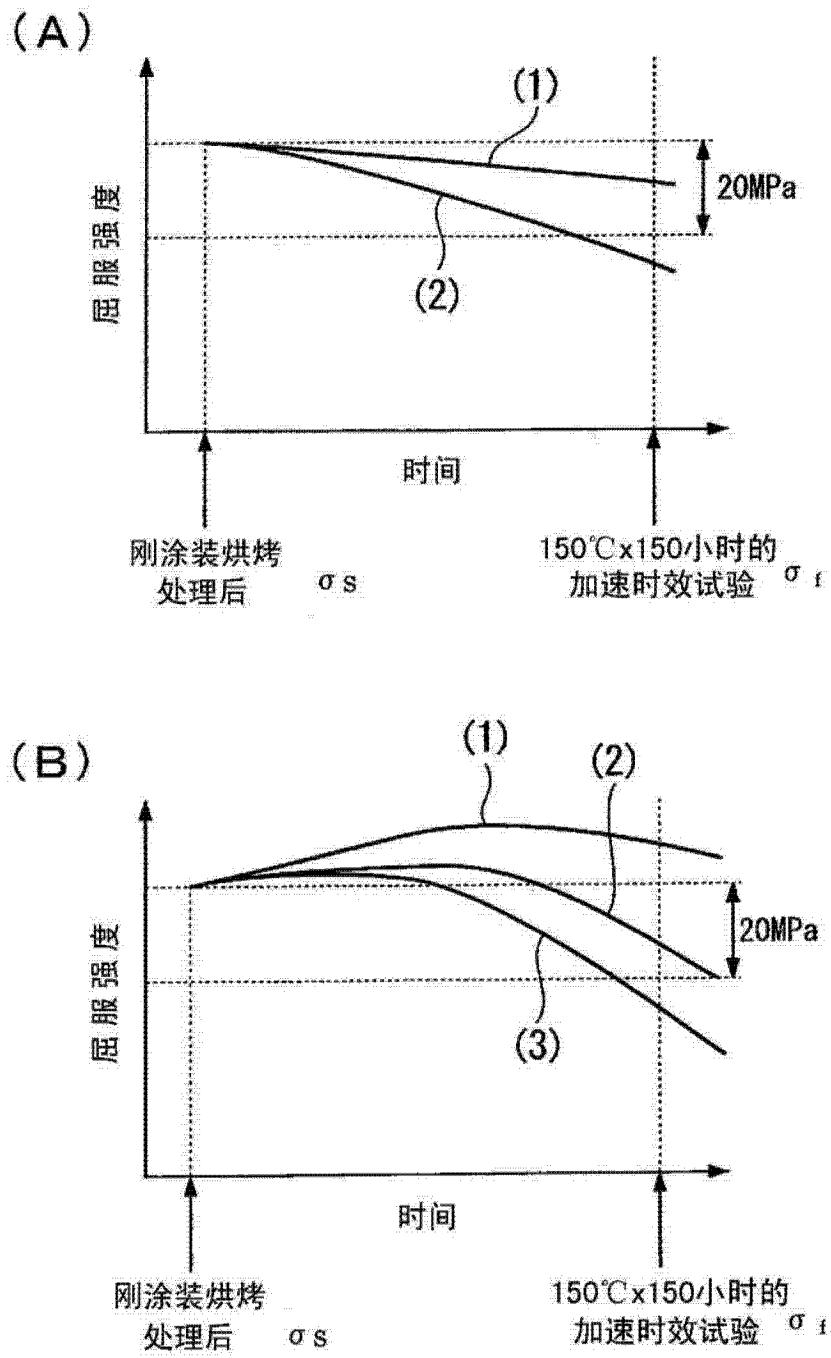 (A)
(1)
20MPa
屈服强度
(2)
时间
刚涂装烘烤
处理后 σs
150℃x150小时的
加速时效试验 σf
(B)
(1)
(2)
20MPa
屈服强度
(3)
时间
刚涂装烘烤
处理后 σs
150℃x150小时的
加速时效试验 σf